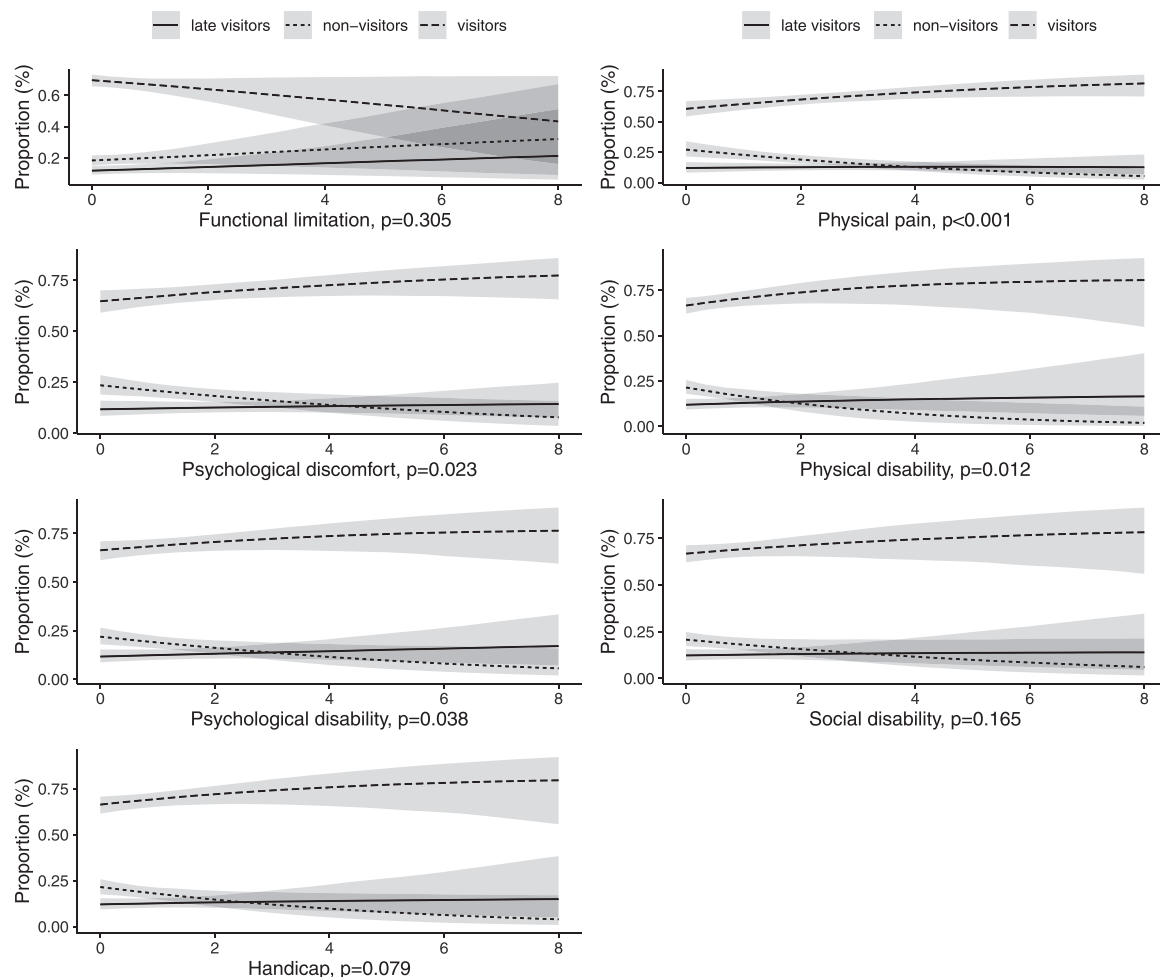 late visitors non−visitors visitors
late visitors non−visitors visitors
Proportion (%)
0.6
0.4
0.2
0 2 4 6 8
Functional limitation, p=0.305
Proportion (%)
0.75
0.50
0.25
0.00
0 2 4 6 8
Physical pain, p<0.001
Proportion (%)
0.75
0.50
0.25
0.00
0 2 4 6 8
Psychological discomfort, p=0.023
Proportion (%)
0.75
0.50
0.25
0.00
0 2 4 6 8
Physical disability, p=0.012
Proportion (%)
0.75
0.50
0.25
0.00
0 2 4 6 8
Psychological disability, p=0.038
Proportion (%)
0.75
0.50
0.25
0.00
0 2 4 6 8
Social disability, p=0.165
Proportion (%)
0.75
0.50
0.25
0.00
0 2 4 6 8
Handicap, p=0.079